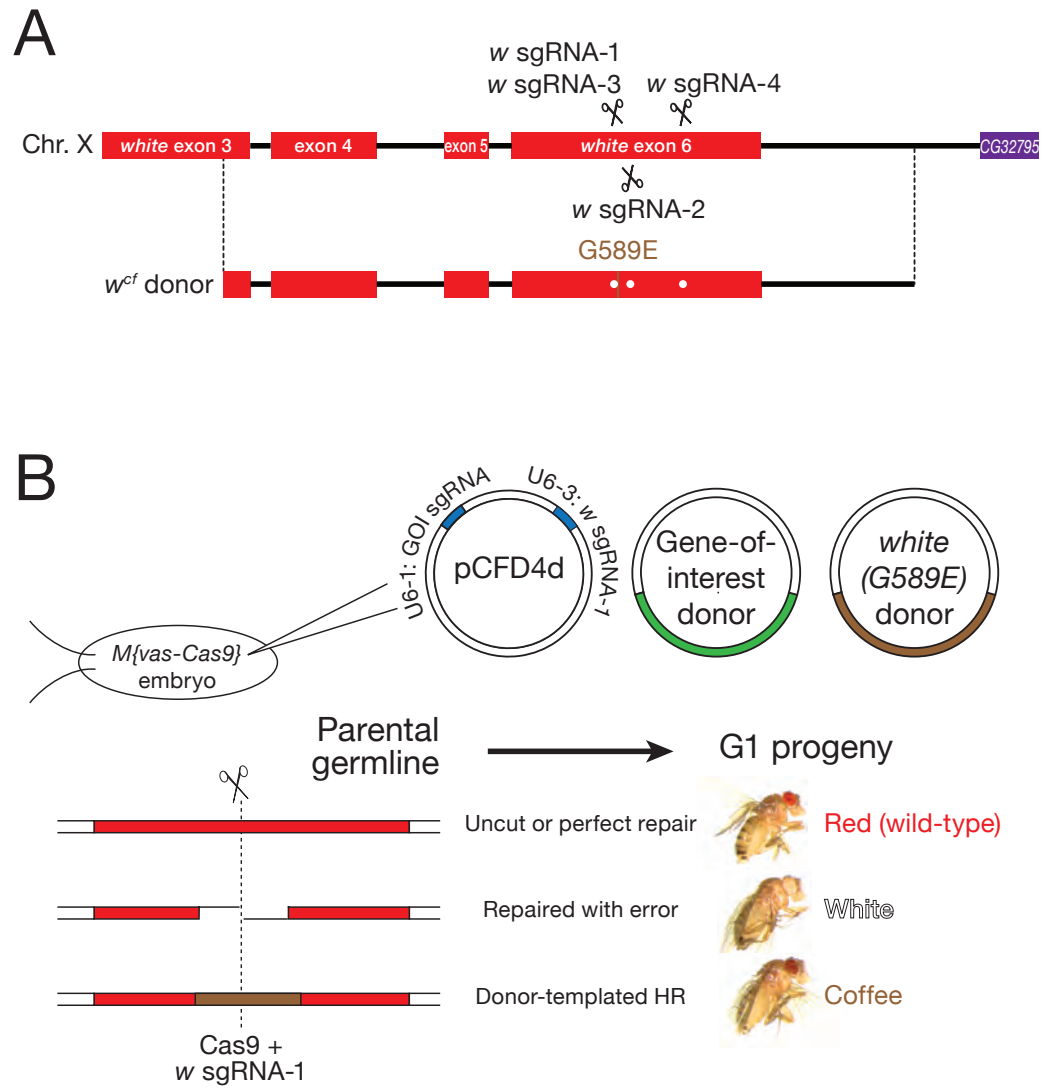 A
w sgRNA-1
w sgRNA-3
w sgRNA-4
Chr. X
white exon 3
exon 4
exon 5
white exon 6
CG32795
w sgRNA-2
G589E
w^cf donor
B
U6-1: GOI sgRNA
U6-3: w sgRNA-1
pCFD4d
Gene-of-
interest
donor
white
(G589E)
donor
M{vas-Cas9}
embryo
Parental
germline
G1 progeny
Uncut or perfect repair
Red (wild-type)
Repaired with error
White
Donor-templated HR
Coffee
Cas9 +
w sgRNA-1